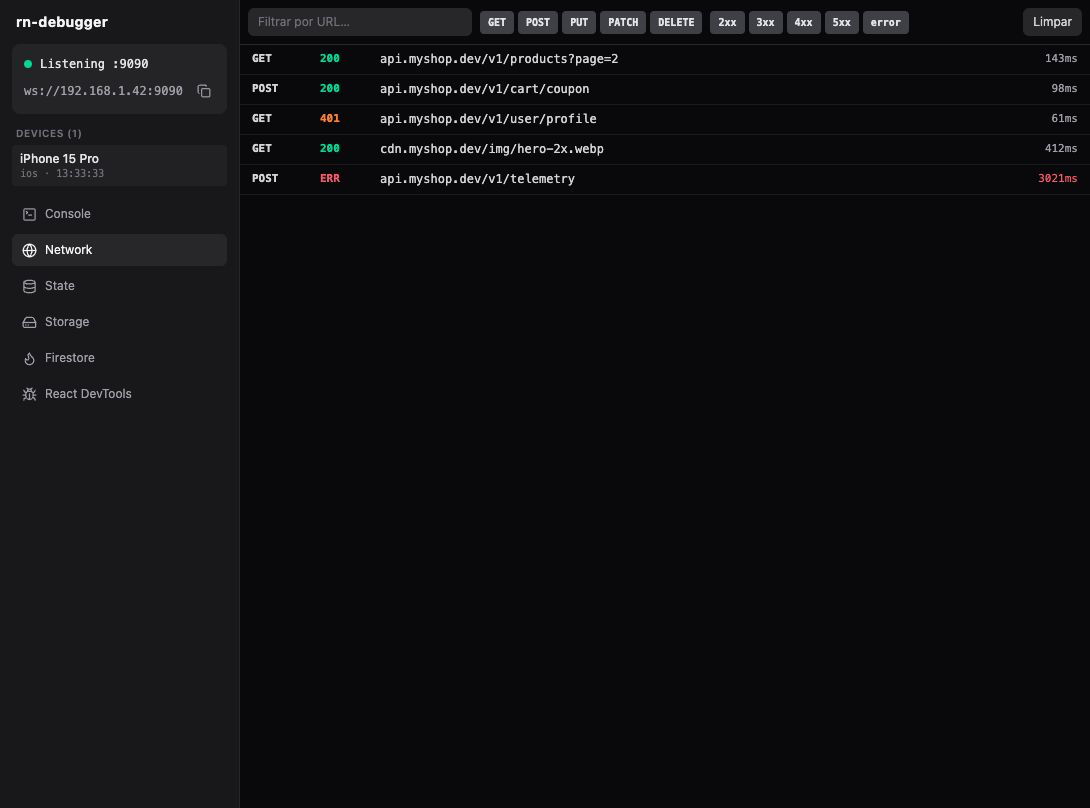 rn-debugger
Listening :9090
ws://192.168.1.42:9090
DEVICES (1)
iPhone 15 Pro
ios · 13:33:33
Console
Network
State
Storage
Firestore
React DevTools
Filtrar por URL... GET POST PUT PATCH DELETE 2xx 3xx 4xx 5xx error Limpar
GET 200 api.myshop.dev/v1/products?page=2 143ms
POST 200 api.myshop.dev/v1/cart/coupon 98ms
GET 401 api.myshop.dev/v1/user/profile 61ms
GET 200 cdn.myshop.dev/img/hero-2x.webp 412ms
POST ERR api.myshop.dev/v1/telemetry 3021ms